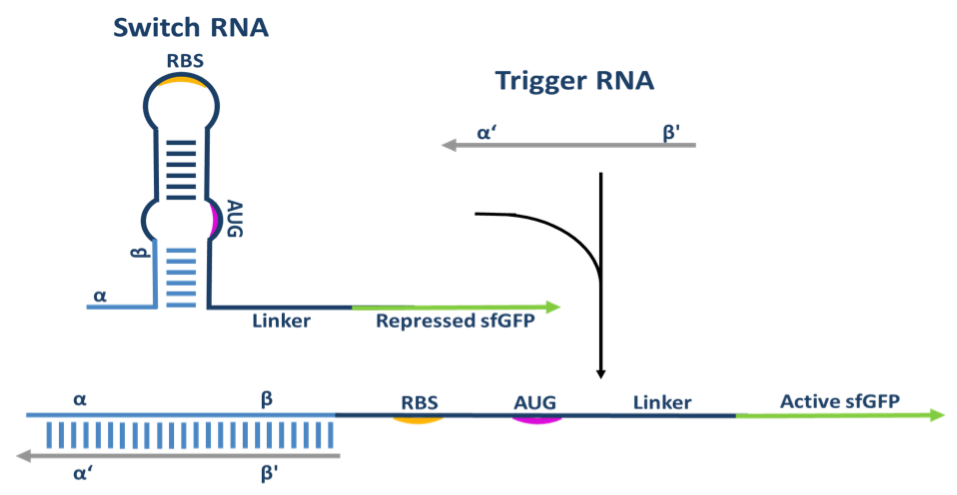 Switch RNA
RBS
Trigger RNA
α‘ β'
AUG
β
α
Linker Repressed sfGFP
α β RBS AUG Linker Active sfGFP
α‘ β'